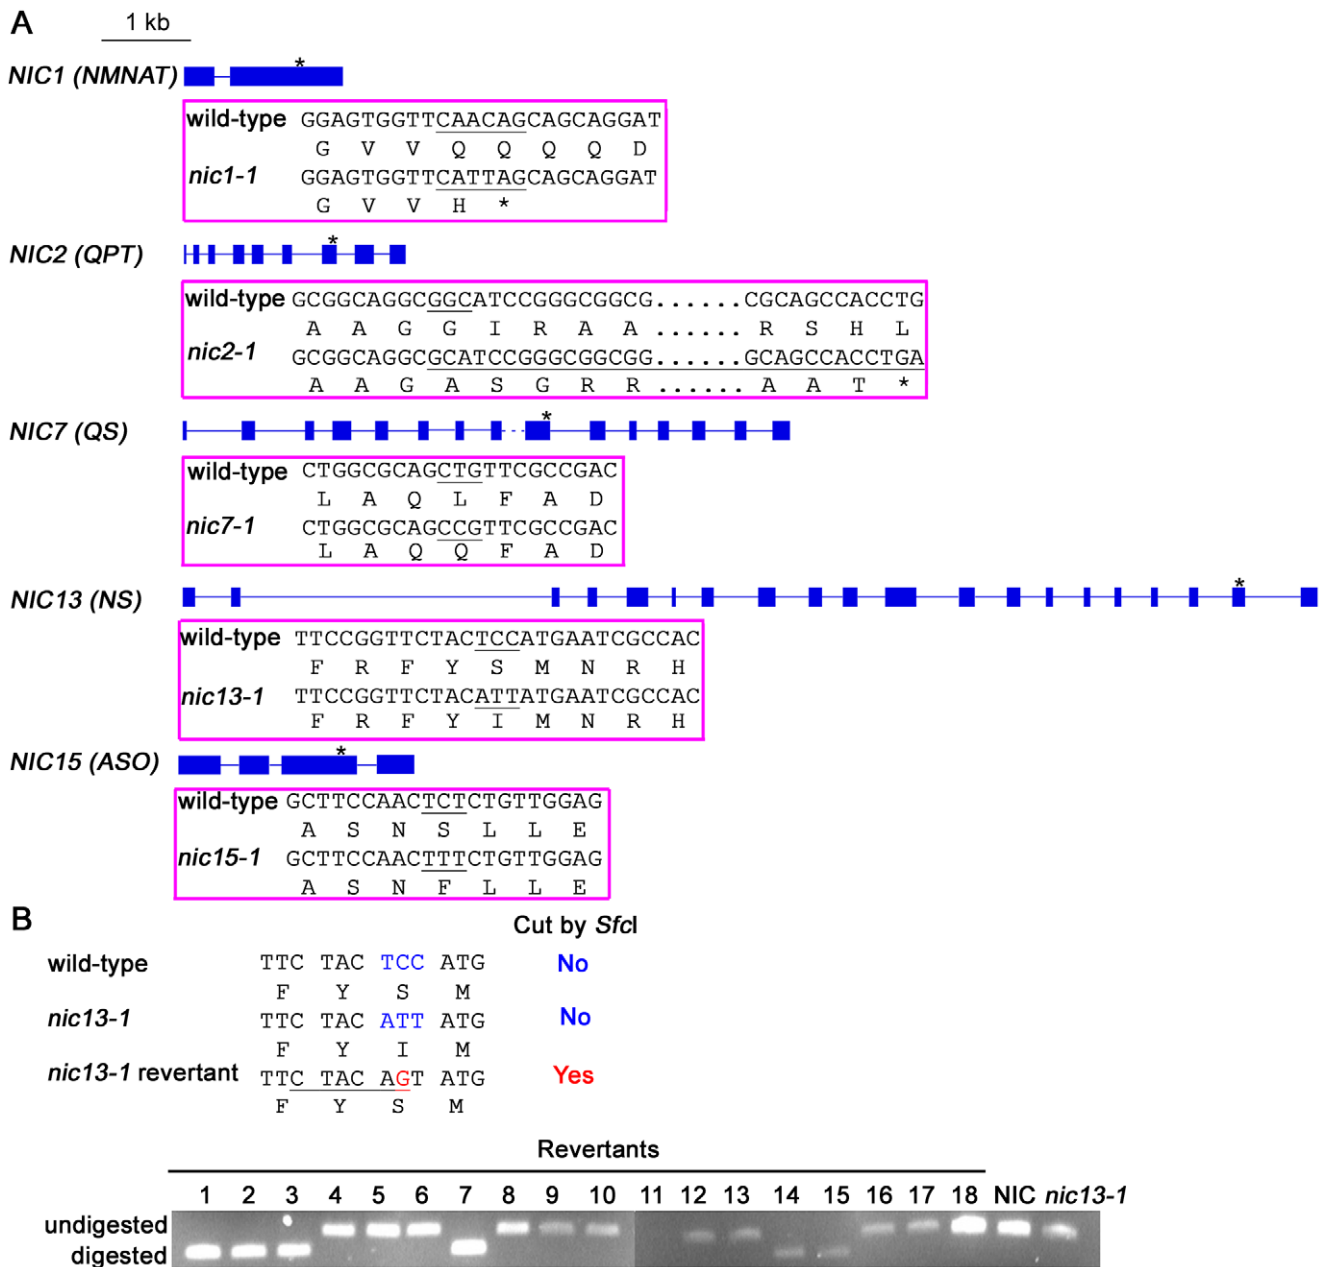 A
1 kb
NIC1 (NMNAT)
*
wild-type GGAGTGGTTCAACAGCAGCAGGAT
G V V Q Q Q Q D
nic1-1 GGAGTGGTTCATTAGCAGCAGGAT
G V V H *
NIC2 (QPT)
*
wild-type GCGGCAGGCGGCATCCGGGCGGCG......CGCAGCCACCTG
A A G G I R A A ...... R S H L
nic2-1 GCGGCAGGCGCATCCGGGCGGCGG......GCAGCCACCTGA
A A G A S G R R ...... A A T *
NIC7 (QS)
*
wild-type CTGGCGCAGCTGTTCGCCGAC
L A Q L F A D
nic7-1 CTGGCGCAGCCGTTCGCCGAC
L A Q Q F A D
NIC13 (NS)
*
wild-type TTCCGGTTCTACTCCATGAATCGCCAC
F R F Y S M N R H
nic13-1 TTCCGGTTCTACATTATGAATCGCCAC
F R F Y I M N R H
NIC15 (ASO)
*
wild-type GCTTCCAACTCTCTGTTGGAG
A S N S L L E
nic15-1 GCTTCCAACTTTCTGTTGGAG
A S N F L L E
B
Cut by SfcI
wild-type TTC TAC TCC ATG No
F Y S M
nic13-1 TTC TAC ATT ATG No
F Y I M
nic13-1 revertant TTC TAC AGT ATG Yes
F Y S M
Revertants
1 2 3 4 5 6 7 8 9 10 11 12 13 14 15 16 17 18 NIC nic13-1
undigested
digested